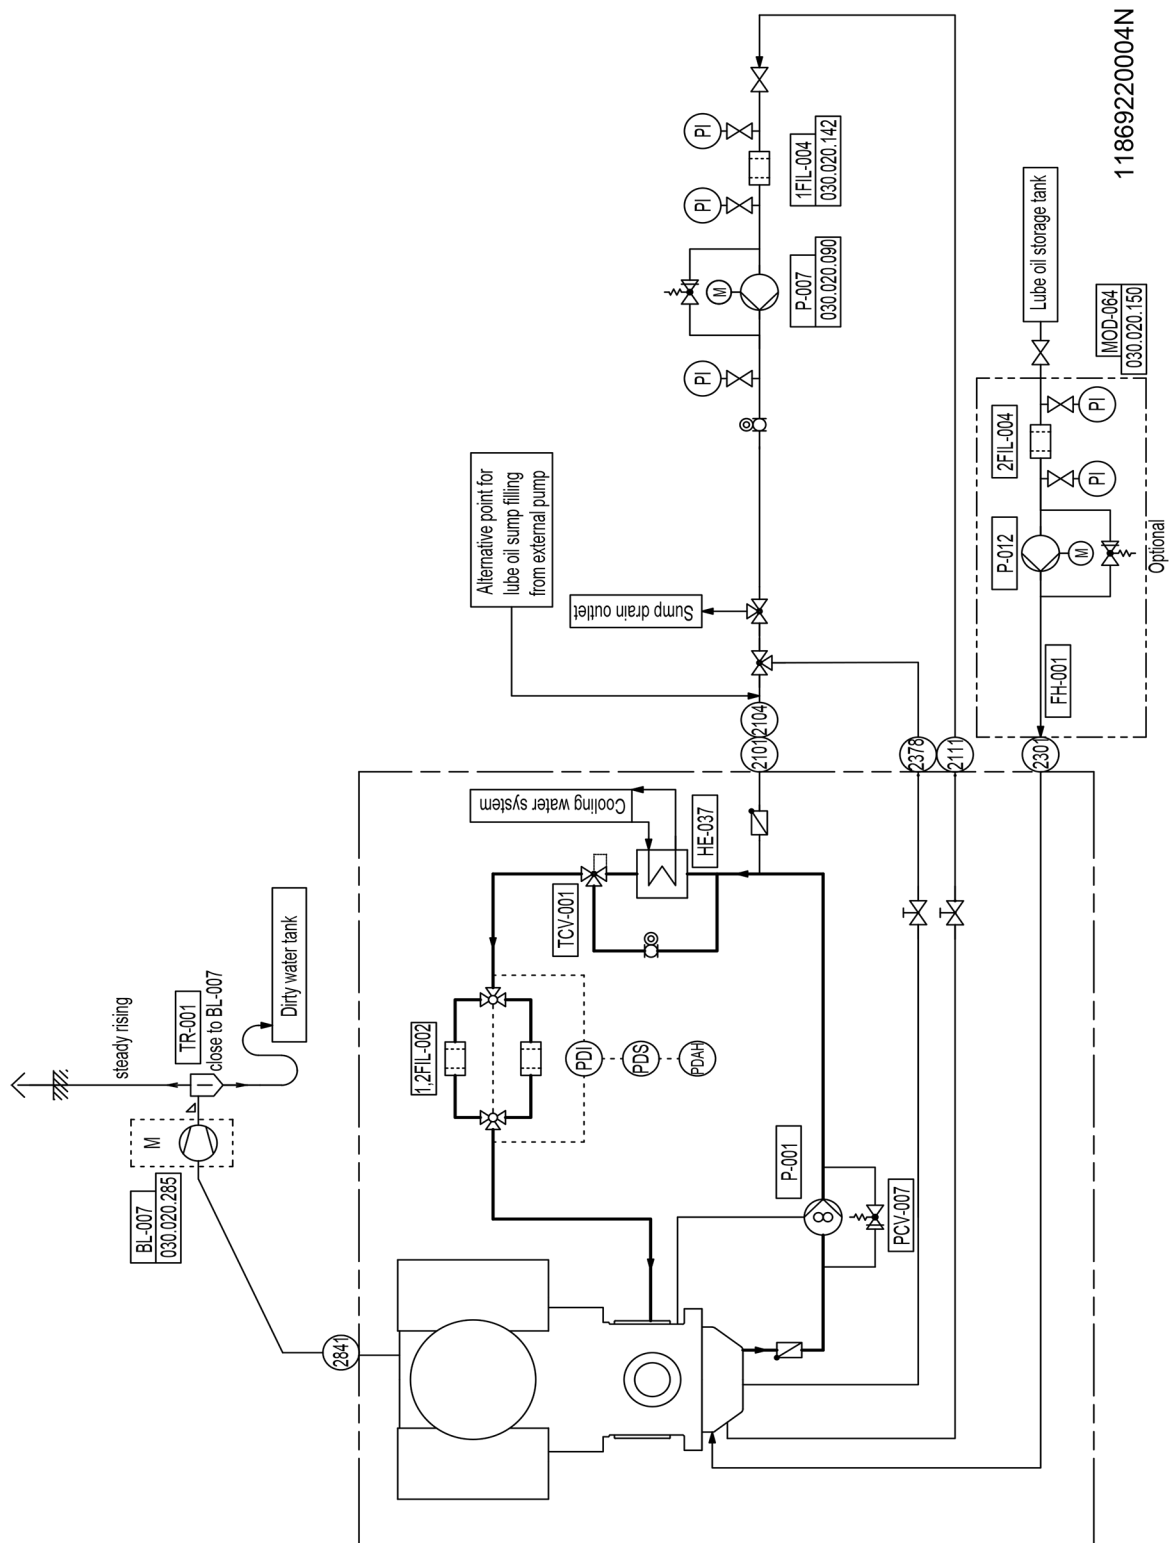 11869220004N
steady rising
TR-001
close to BL-007
Dirty water tank
M
BL-007
030.020.285
2841
1,2FIL-002
PDI
PDS
PDAH
TCV-001
Cooling water system
HE-037
P-001
PCV-007
Alternative point for
lube oil sump filling
from external pump
Sump drain outlet
2101
2104
2378
2111
2301
PI
M
PI
PI
P-007
030.020.090
1FIL-004
030.020.142
Lube oil storage tank
MOD-064
030.020.150
2FIL-004
PI
PI
P-012
M
FH-001
Optional